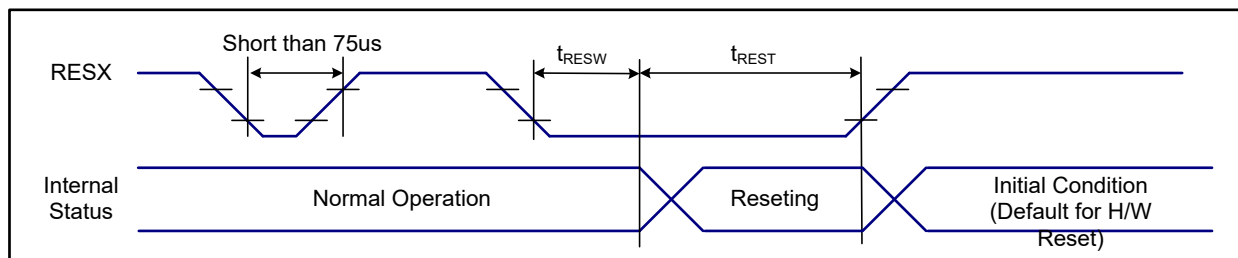 Short than 75us
RESX
tRESW
tREST
Internal
Status
Normal Operation
Reseting
Initial Condition
(Default for H/W
Reset)